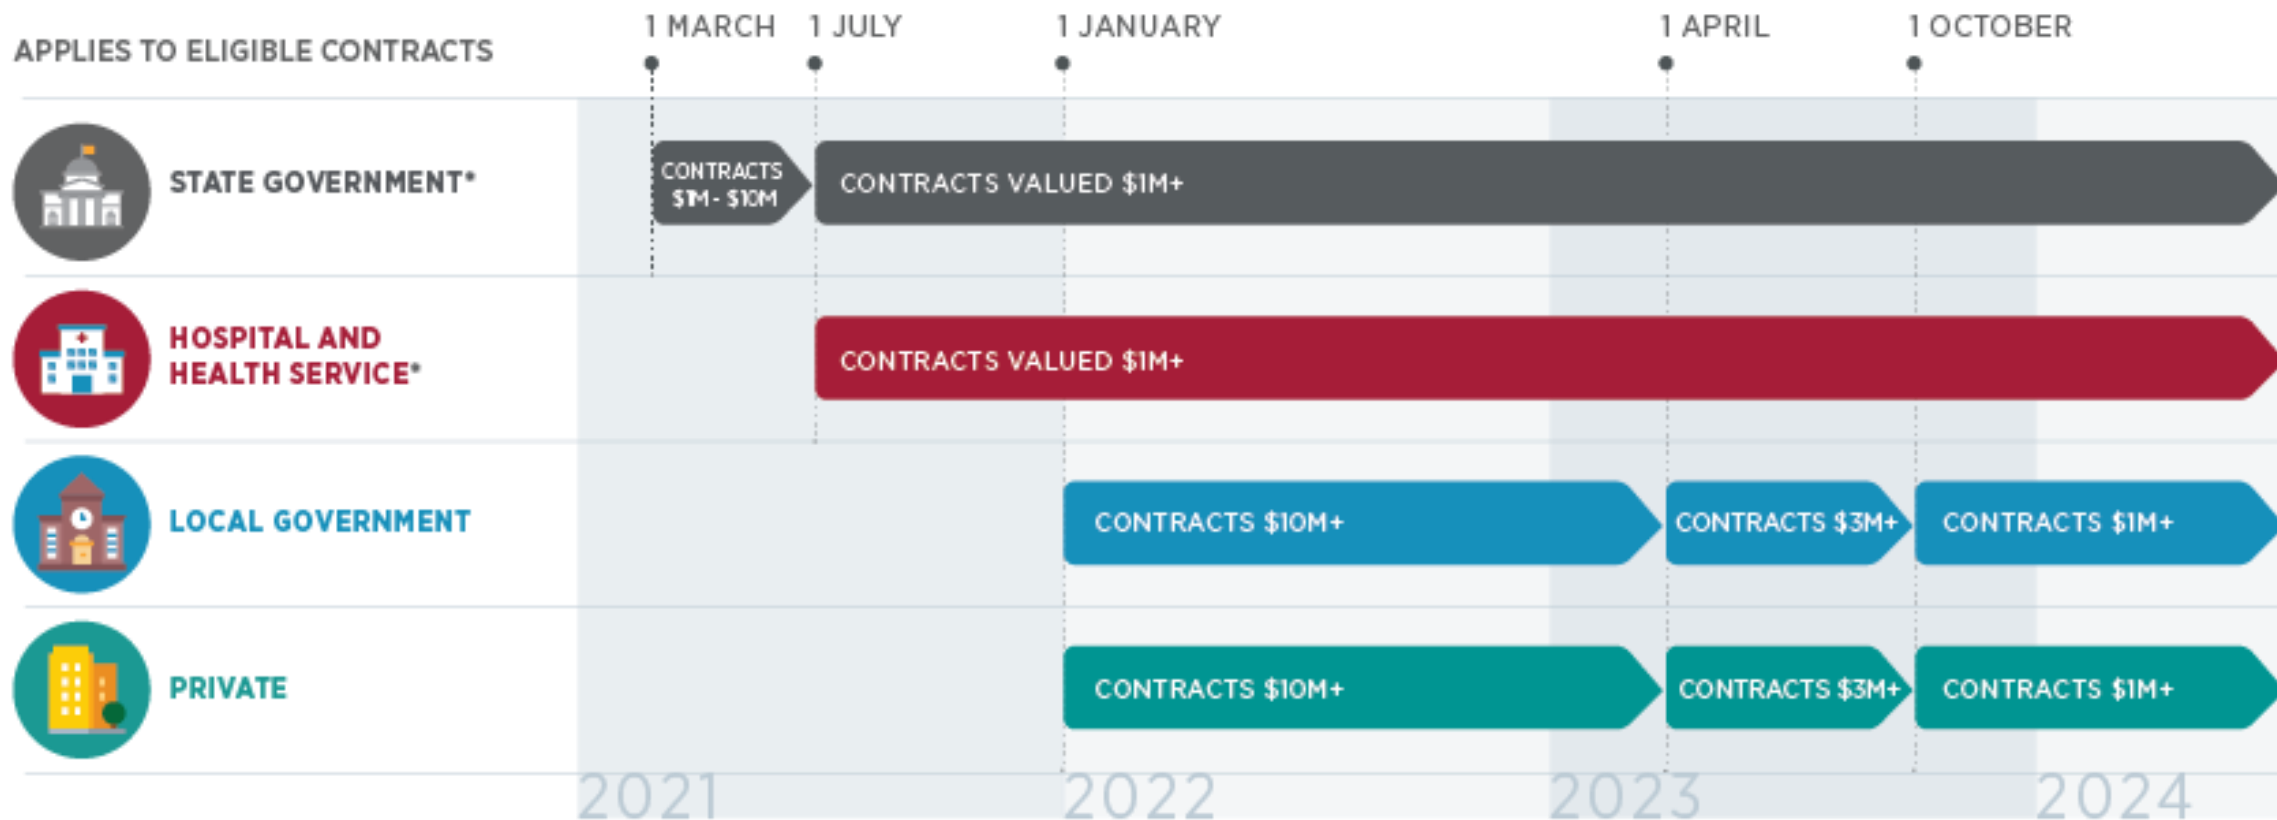 1 MARCH
1 JULY
1 JANUARY
1 APRIL
1 OCTOBER
APPLIES TO ELIGIBLE CONTRACTS
STATE GOVERNMENT*
CONTRACTS
$1M - $10M
CONTRACTS VALUED $1M+
HOSPITAL AND
HEALTH SERVICE*
CONTRACTS VALUED $1M+
LOCAL GOVERNMENT
CONTRACTS $10M+
CONTRACTS $3M+
CONTRACTS $1M+
PRIVATE
CONTRACTS $10M+
CONTRACTS $3M+
CONTRACTS $1M+
2021
2022
2023
2024